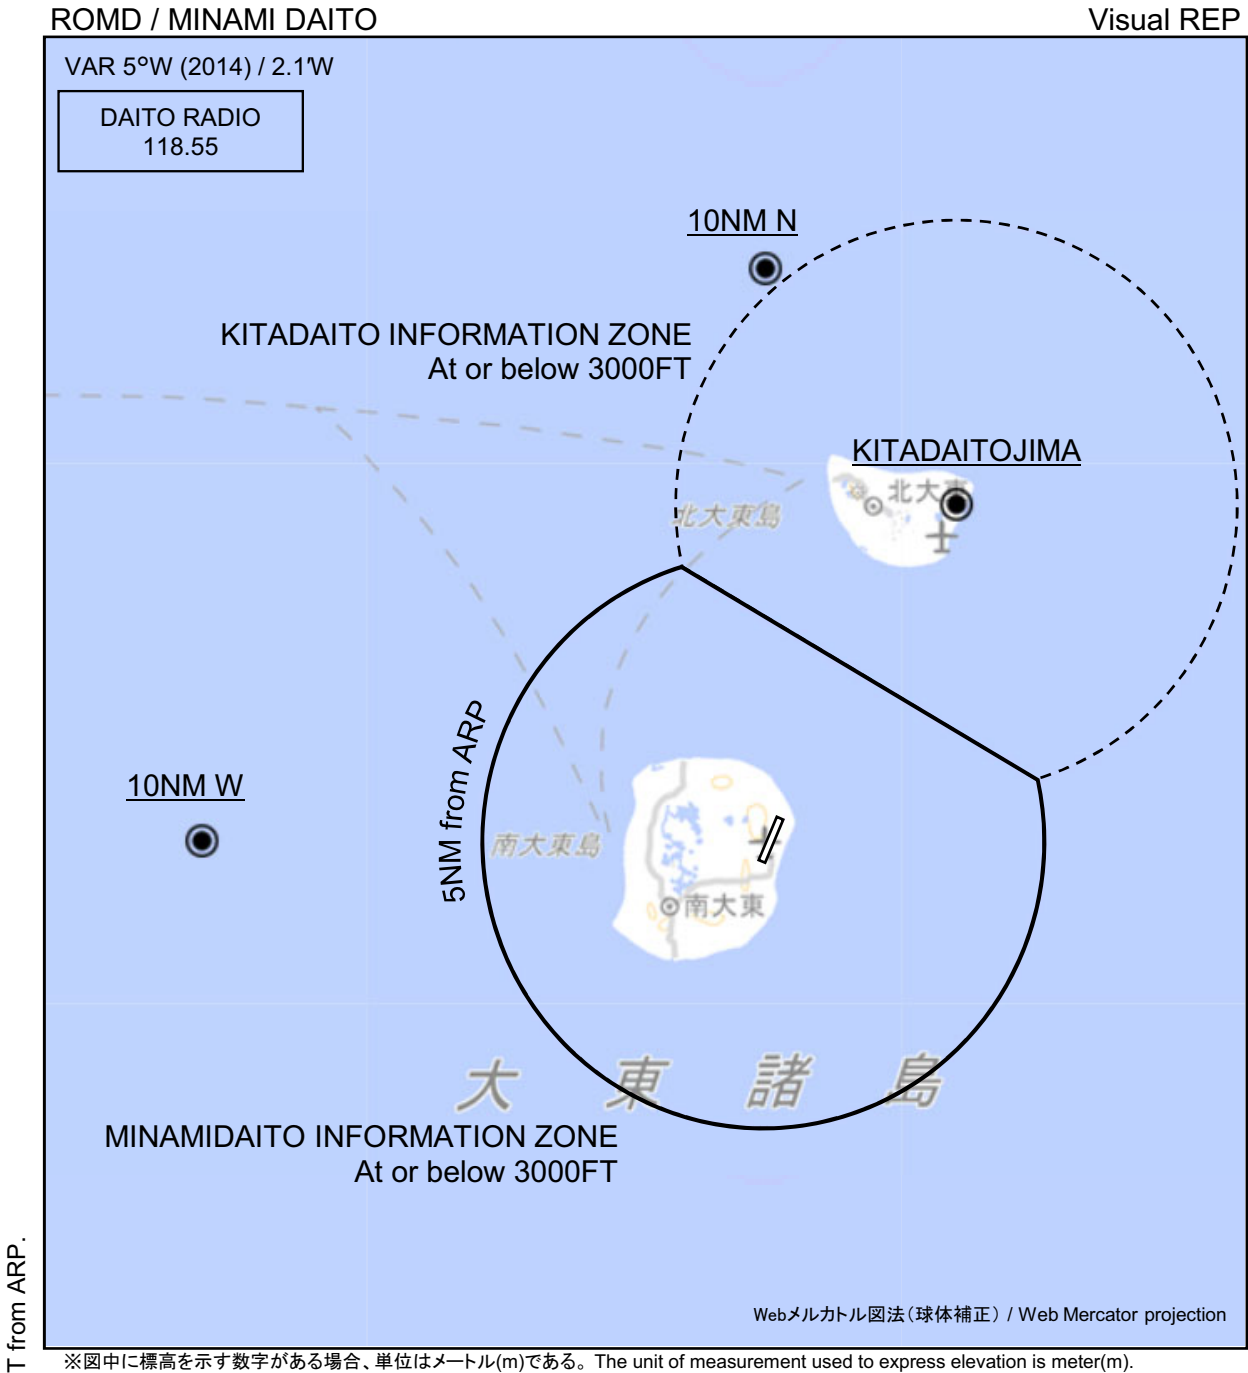 ROMD / MINAMI DAITO
Visual REP
VAR 5°W (2014) / 2.1'W
DAITO RADIO
118.55
10NM N
KITADAITO INFORMATION ZONE
At or below 3000FT
KITADAITOJIMA
北大東
北大東島
5NM from ARP
10NM W
南大東島
南大東
大東諸島
MINAMIDAITO INFORMATION ZONE
At or below 3000FT
T from ARP.
Webメルカトル図法(球体補正) / Web Mercator projection
※図中に標高を示す数字がある場合、単位はメートル(m)である。The unit of measurement used to express elevation is meter(m).